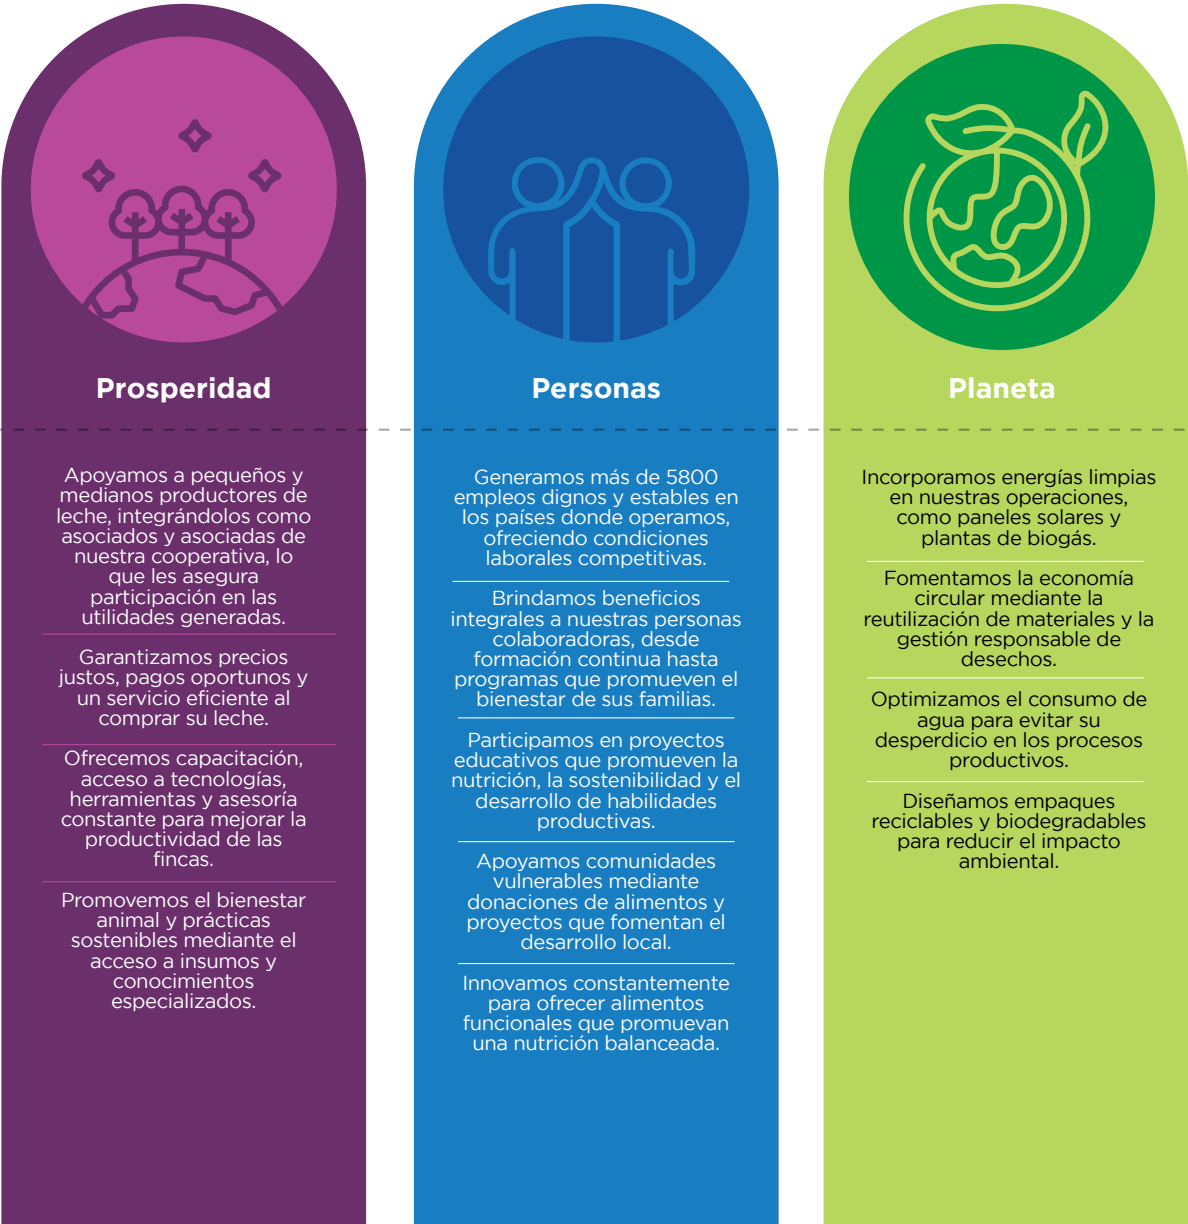 Prosperidad
Apoyamos a pequeños y
medianos productores de
leche, integrándolos como
asociados y asociadas de
nuestra cooperativa, lo
que les asegura
participación en las
utilidades generadas.
Garantizamos precios
justos, pagos oportunos y
un servicio eficiente al
comprar su leche.
Ofrecemos capacitación,
acceso a tecnologías,
herramientas y asesoría
constante para mejorar la
productividad de las
fincas.
Promovemos el bienestar
animal y prácticas
sostenibles mediante el
acceso a insumos y
conocimientos
especializados.
Personas
Generamos más de 5800
empleos dignos y estables en
los países donde operamos,
ofreciendo condiciones
laborales competitivas.
Brindamos beneficios
integrales a nuestras personas
colaboradoras, desde
formación continua hasta
programas que promueven el
bienestar de sus familias.
Participamos en proyectos
educativos que promueven la
nutrición, la sostenibilidad y el
desarrollo de habilidades
productivas.
Apoyamos comunidades
vulnerables mediante
donaciones de alimentos y
proyectos que fomentan el
desarrollo local.
Innovamos constantemente
para ofrecer alimentos
funcionales que promuevan
una nutrición balanceada.
Planeta
Incorporamos energías limpias
en nuestras operaciones,
como paneles solares y
plantas de biogás.
Fomentamos la economía
circular mediante la
reutilización de materiales y la
gestión responsable de
desechos.
Optimizamos el consumo de
agua para evitar su
desperdicio en los procesos
productivos.
Diseñamos empaques
reciclables y biodegradables
para reducir el impacto
ambiental.